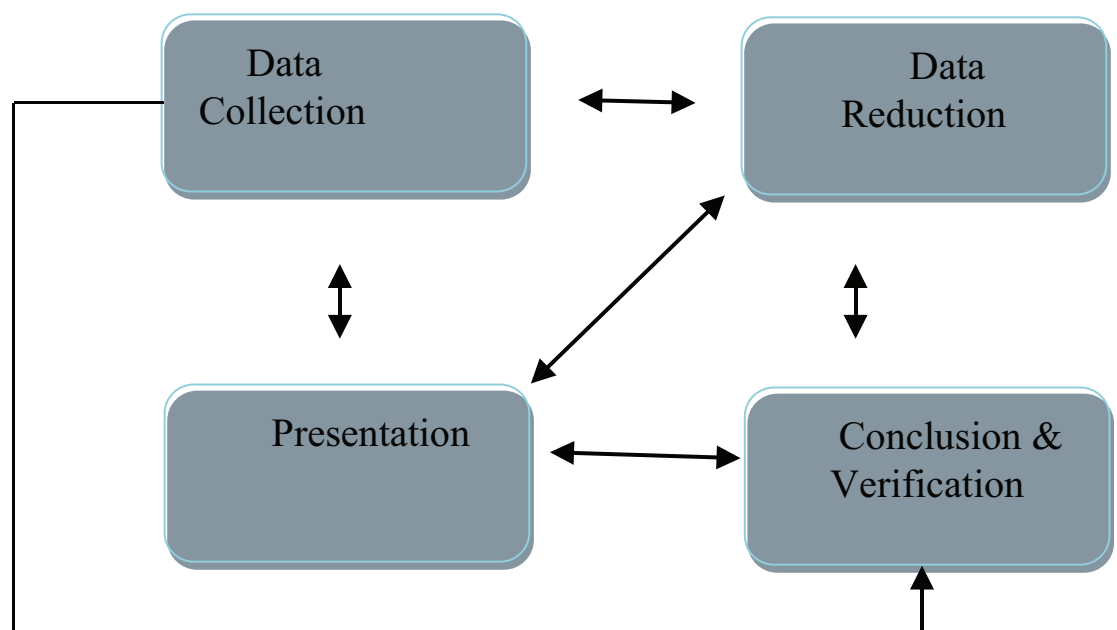 Data
Collection
Data
Reduction
Presentation
Conclusion &
Verification